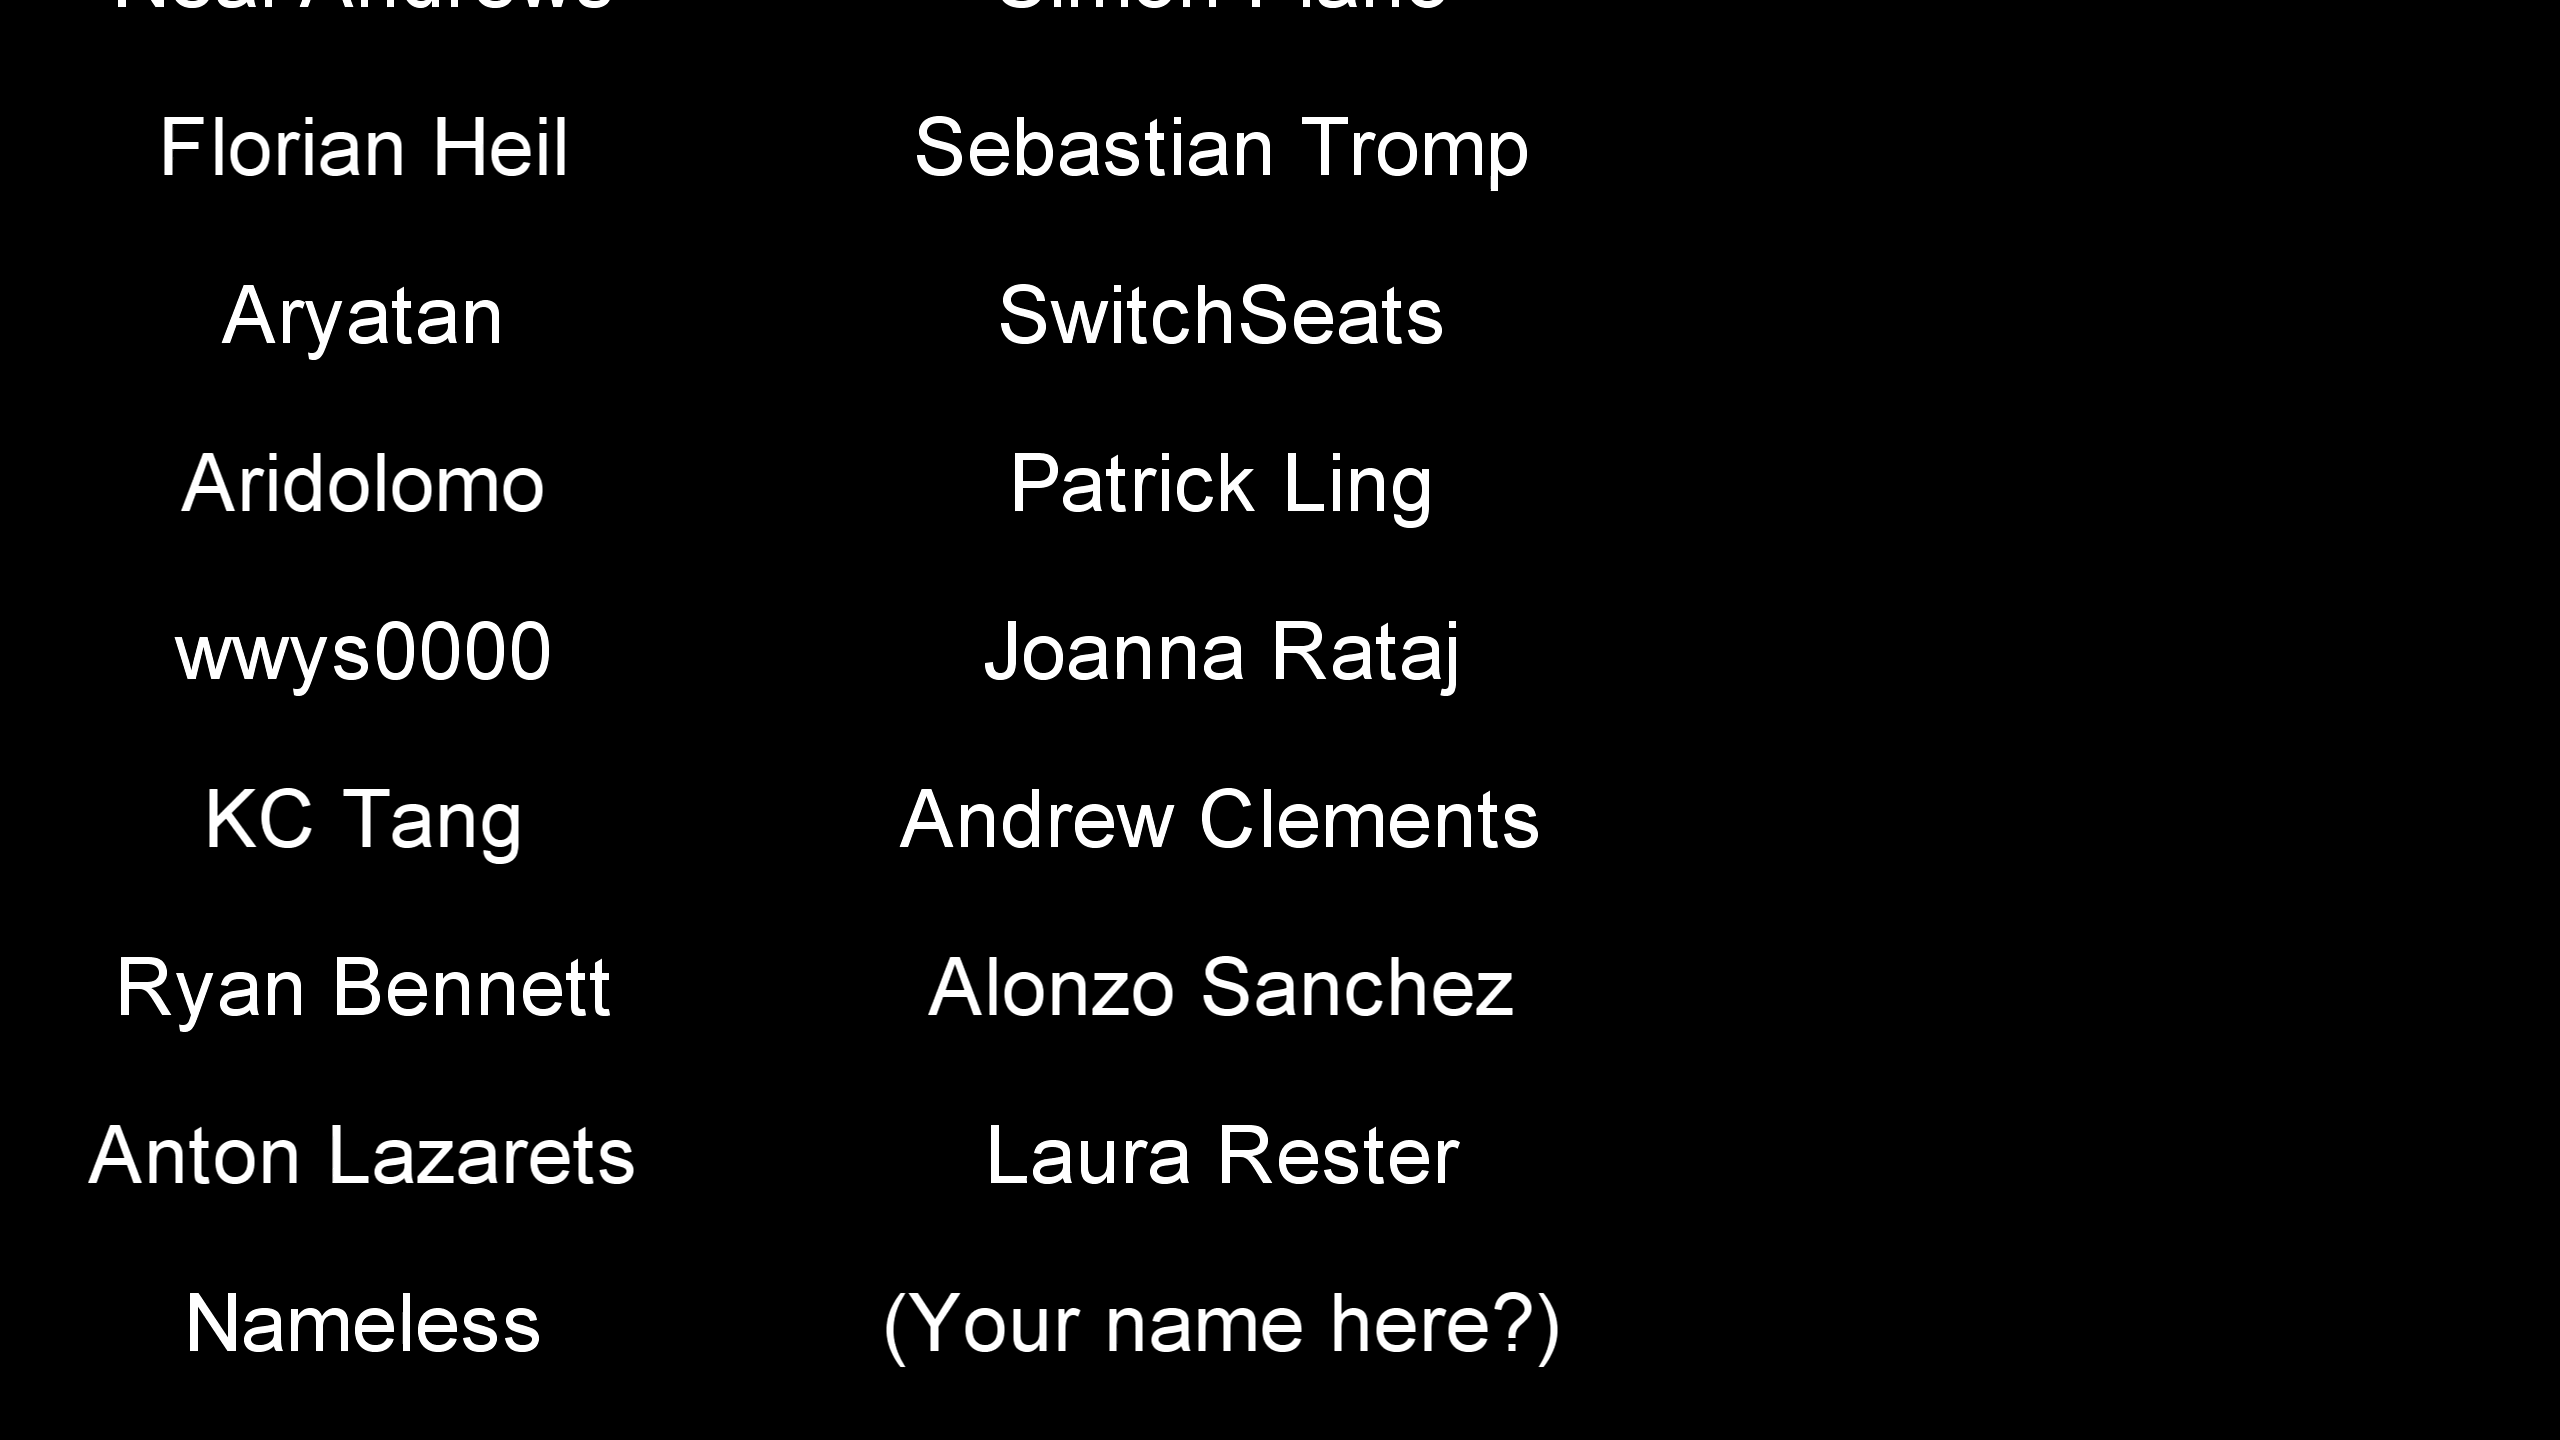 Florian Heil
Sebastian Tromp
Aryatan
SwitchSeats
Aridolomo
Patrick Ling
wwys0000
Joanna Rataj
KC Tang
Andrew Clements
Ryan Bennett
Alonzo Sanchez
Anton Lazarets
Laura Rester
Nameless
(Your name here?)